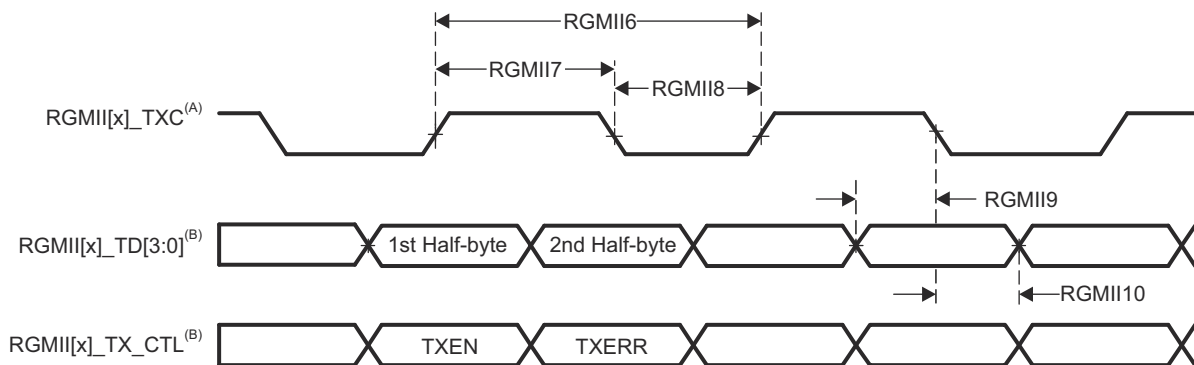 RGMII6
RGMII7
RGMII8
RGMII[x]_TXC(A)
RGMII9
RGMII[x]_TD[3:0](B)
1st Half-byte
2nd Half-byte
RGMII10
RGMII[x]_TX_CTL(B)
TXEN
TXERR